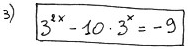 3) 3^{2x} - 10 · 3^{x} = -9